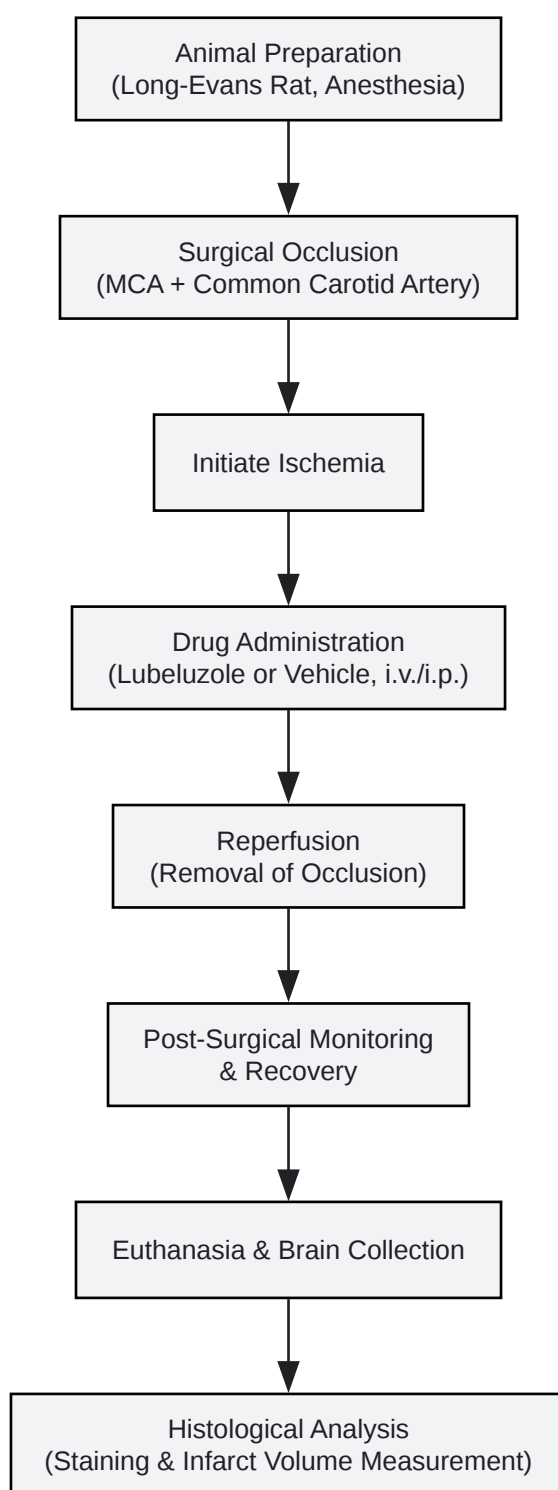 Animal Preparation
(Long-Evans Rat, Anesthesia)
Surgical Occlusion
(MCA + Common Carotid Artery)
Initiate Ischemia
Drug Administration
(Lubeluzole or Vehicle, i.v./i.p.)
Reperfusion
(Removal of Occlusion)
Post-Surgical Monitoring
& Recovery
Euthanasia & Brain Collection
Histological Analysis
(Staining & Infarct Volume Measurement)